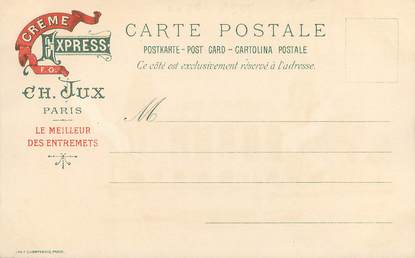 CREME
EXPRESS
F.O.
CH. JUX
PARIS
LE MEILLEUR
DES ENTREMETS
CARTE POSTALE
POSTKARTE - POST CARD - CARTOLINA POSTALE
Ce côté est exclusivement réservé à l'adresse.
M